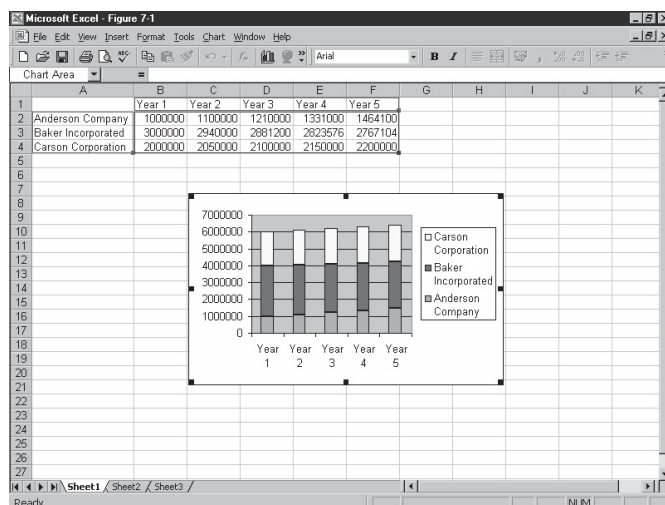 Microsoft Excel - Figure 7-1
File Edit View Insert Format Tools Chart Window Help
Arial
B I
Chart Area =
A B C D E F G H I J K
1 Year 1 Year 2 Year 3 Year 4 Year 5
2 Anderson Company 1000000 1100000 1210000 1331000 1464100
3 Baker Incorporated 3000000 2940000 2881200 2823576 2767104
4 Carson Corporation 2000000 2050000 2100000 2150000 2200000
5
6
7
8
9
10
11
12
13
14
15
16
17
18
19
20
21
22
23
24
25
26
27
7000000
6000000
5000000
4000000
3000000
2000000
1000000
0
Year 1
Year 2
Year 3
Year 4
Year 5
Carson
Corporation
Baker
Incorporated
Anderson
Company
Sheet1 Sheet2 Sheet3
Ready NUM